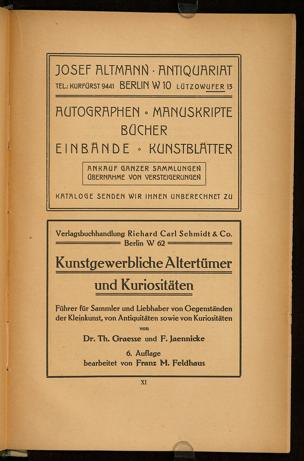 JOSEF ALTMANN · ANTIQUARIAT
TEL.: KURFÜRST 9441 BERLIN W 10 LÜTZOWUFER 13
AUTOGRAPHEN • MANUSKRIPTE
BÜCHER
EINBÄNDE • KUNSTBLÄTTER
ANKAUF GANZER SAMMLUNGEN
ÜBERNAHME VON VERSTEIGERUNGEN
KATALOGE SENDEN WIR IHNEN UNBERECHNET ZU
Verlagsbuchhandlung Richard Carl Schmidt & Co.
Berlin W 62
Kunstgewerbliche Altertümer
und Kuriositäten
Führer für Sammler und Liebhaber von Gegenständen
der Kleinkunst, von Antiquitäten sowie von Kuriositäten
von
Dr. Th. Graesse und F. Jaennicke
6. Auflage
bearbeitet von Franz M. Feldhaus
XI